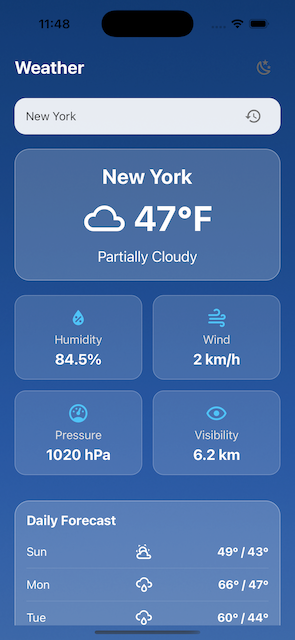 11:48
Weather
New York
New York
47°F
Partially Cloudy
Humidity
84.5%
Wind
2 km/h
Pressure
1020 hPa
Visibility
6.2 km
Daily Forecast
Sun 49° / 43°
Mon 66° / 47°
Tue 60° / 44°